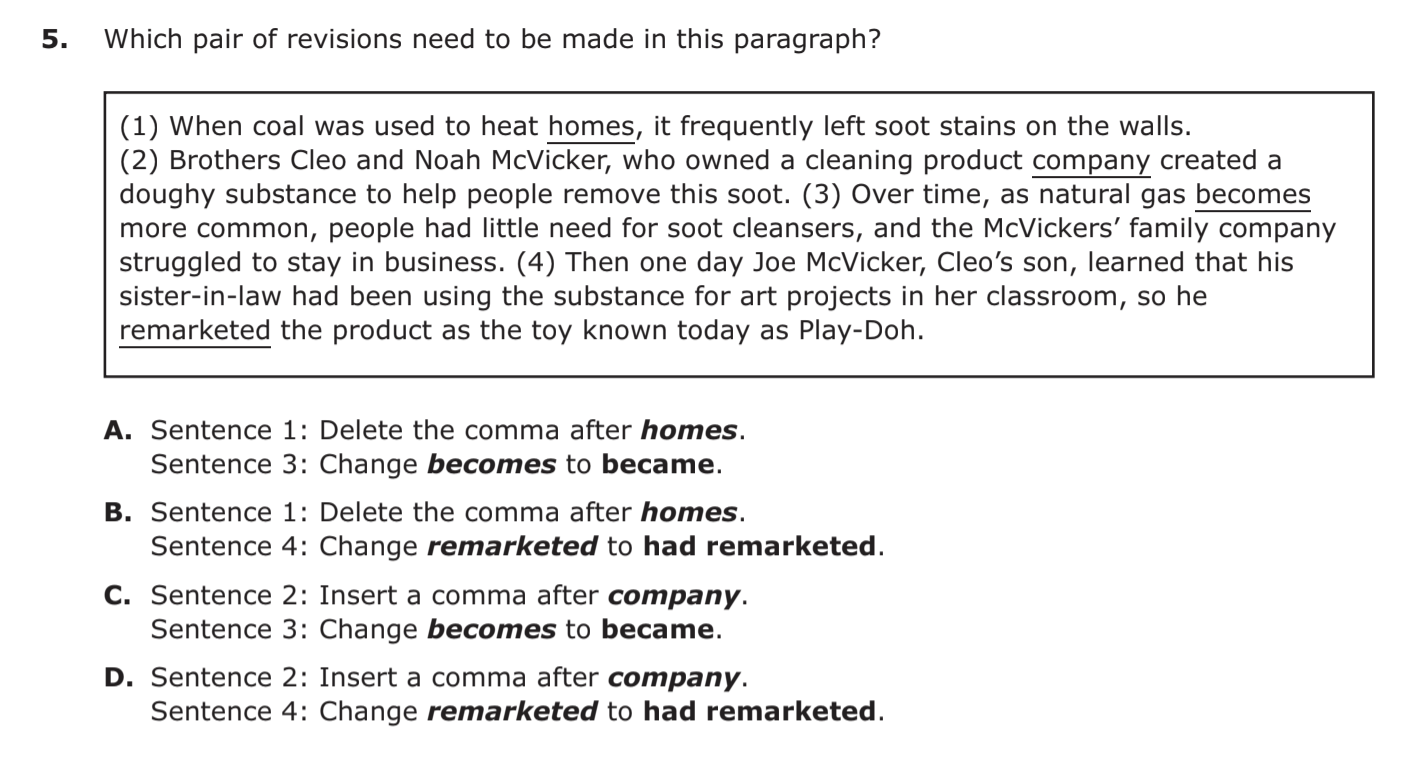 5. Which pair of revisions need to be made in this paragraph?
(1) When coal was used to heat homes, it frequently left soot stains on the walls.
(2) Brothers Cleo and Noah McVicker, who owned a cleaning product company created a
doughy substance to help people remove this soot. (3) Over time, as natural gas becomes
more common, people had little need for soot cleansers, and the McVickers’ family company
struggled to stay in business. (4) Then one day Joe McVicker, Cleo’s son, learned that his
sister-in-law had been using the substance for art projects in her classroom, so he
remarketed the product as the toy known today as Play-Doh.
A. Sentence 1: Delete the comma after homes.
Sentence 3: Change becomes to became.
B. Sentence 1: Delete the comma after homes.
Sentence 4: Change remarketed to had remarketed.
C. Sentence 2: Insert a comma after company.
Sentence 3: Change becomes to became.
D. Sentence 2: Insert a comma after company.
Sentence 4: Change remarketed to had remarketed.